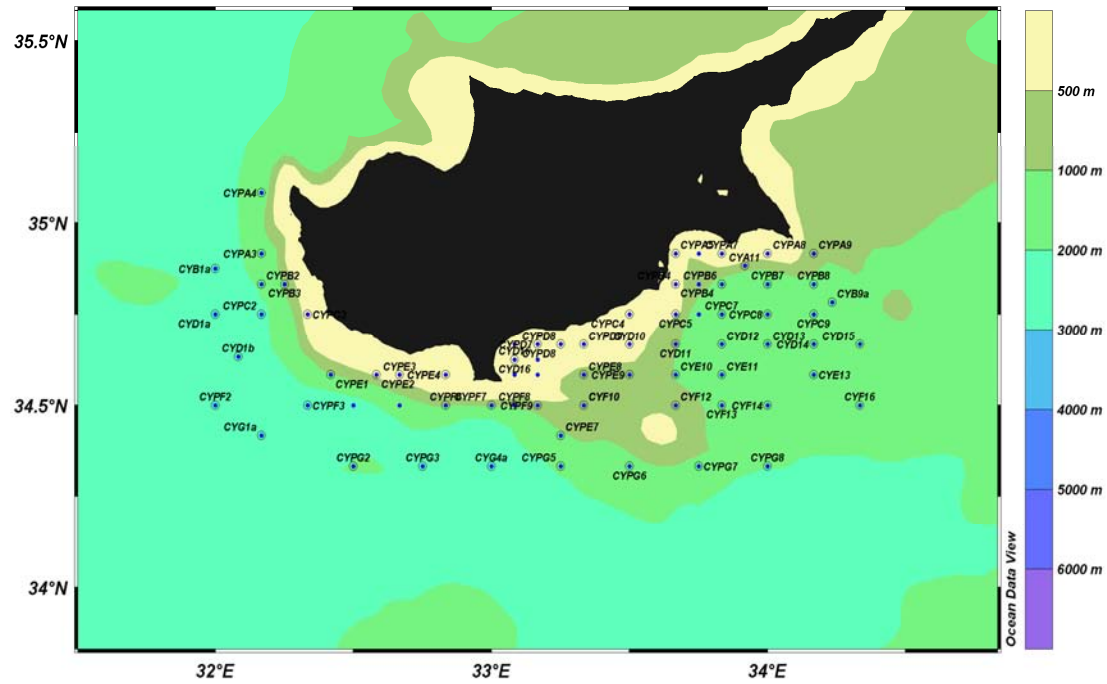 35.5°N
500 m
1000 m
CYPA4
35°N
CYPA5 CYPA7 CYPA8 CYPA9
2000 m
CYPA3
CYA11
CYB1a
CYPB2 CYPB6 CYPB7 CYPB8
CYPB3 CYPB4
CYB9a
CYPC2 CYPC7
CYD1a CYPC4 CYPC5 CYPC8 CYPC9
3000 m
CYPD8 CYD10 CYD12 CYD13 CYD15
CYD1b CYPD8 CYD11 CYD14
CYPE3 CYD16 CYPE8 CYE10 CYE11
CYPE1 CYPE2 CYPE4 CYPE9 CYE13
CYPF2 CYPF7 CYPF8 CYF10 CYF12 CYF16
34.5°N
CYPF3 CYPF9 CYF13 CYF14
4000 m
CYG1a CYPE7
CYPG2 CYPG3 CYG4a CYPG5 CYPG7 CYPG8
CYPG6
5000 m
6000 m
34°N
Ocean Data View
32°E 33°E 34°E